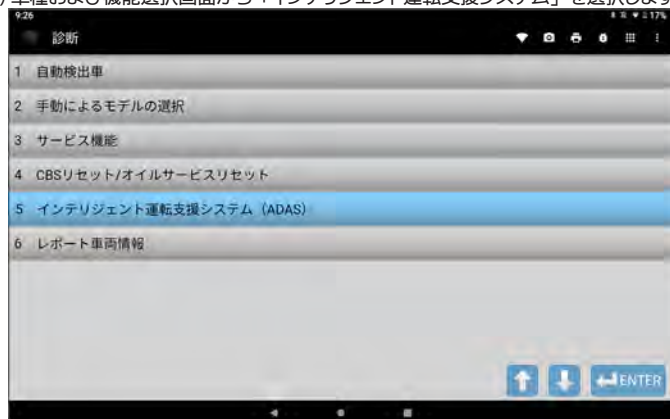 )車種および機能選択画面から「インテリジェント運転支援システム」を選択します
9:26
17%
診断
1 自動検出車
2 手動によるモデルの選択
3 サービス機能
4 CBSリセット/オイルサービスリセット
5 インテリジェント運転支援システム（ADAS）
6 レポート車両情報
ENTER